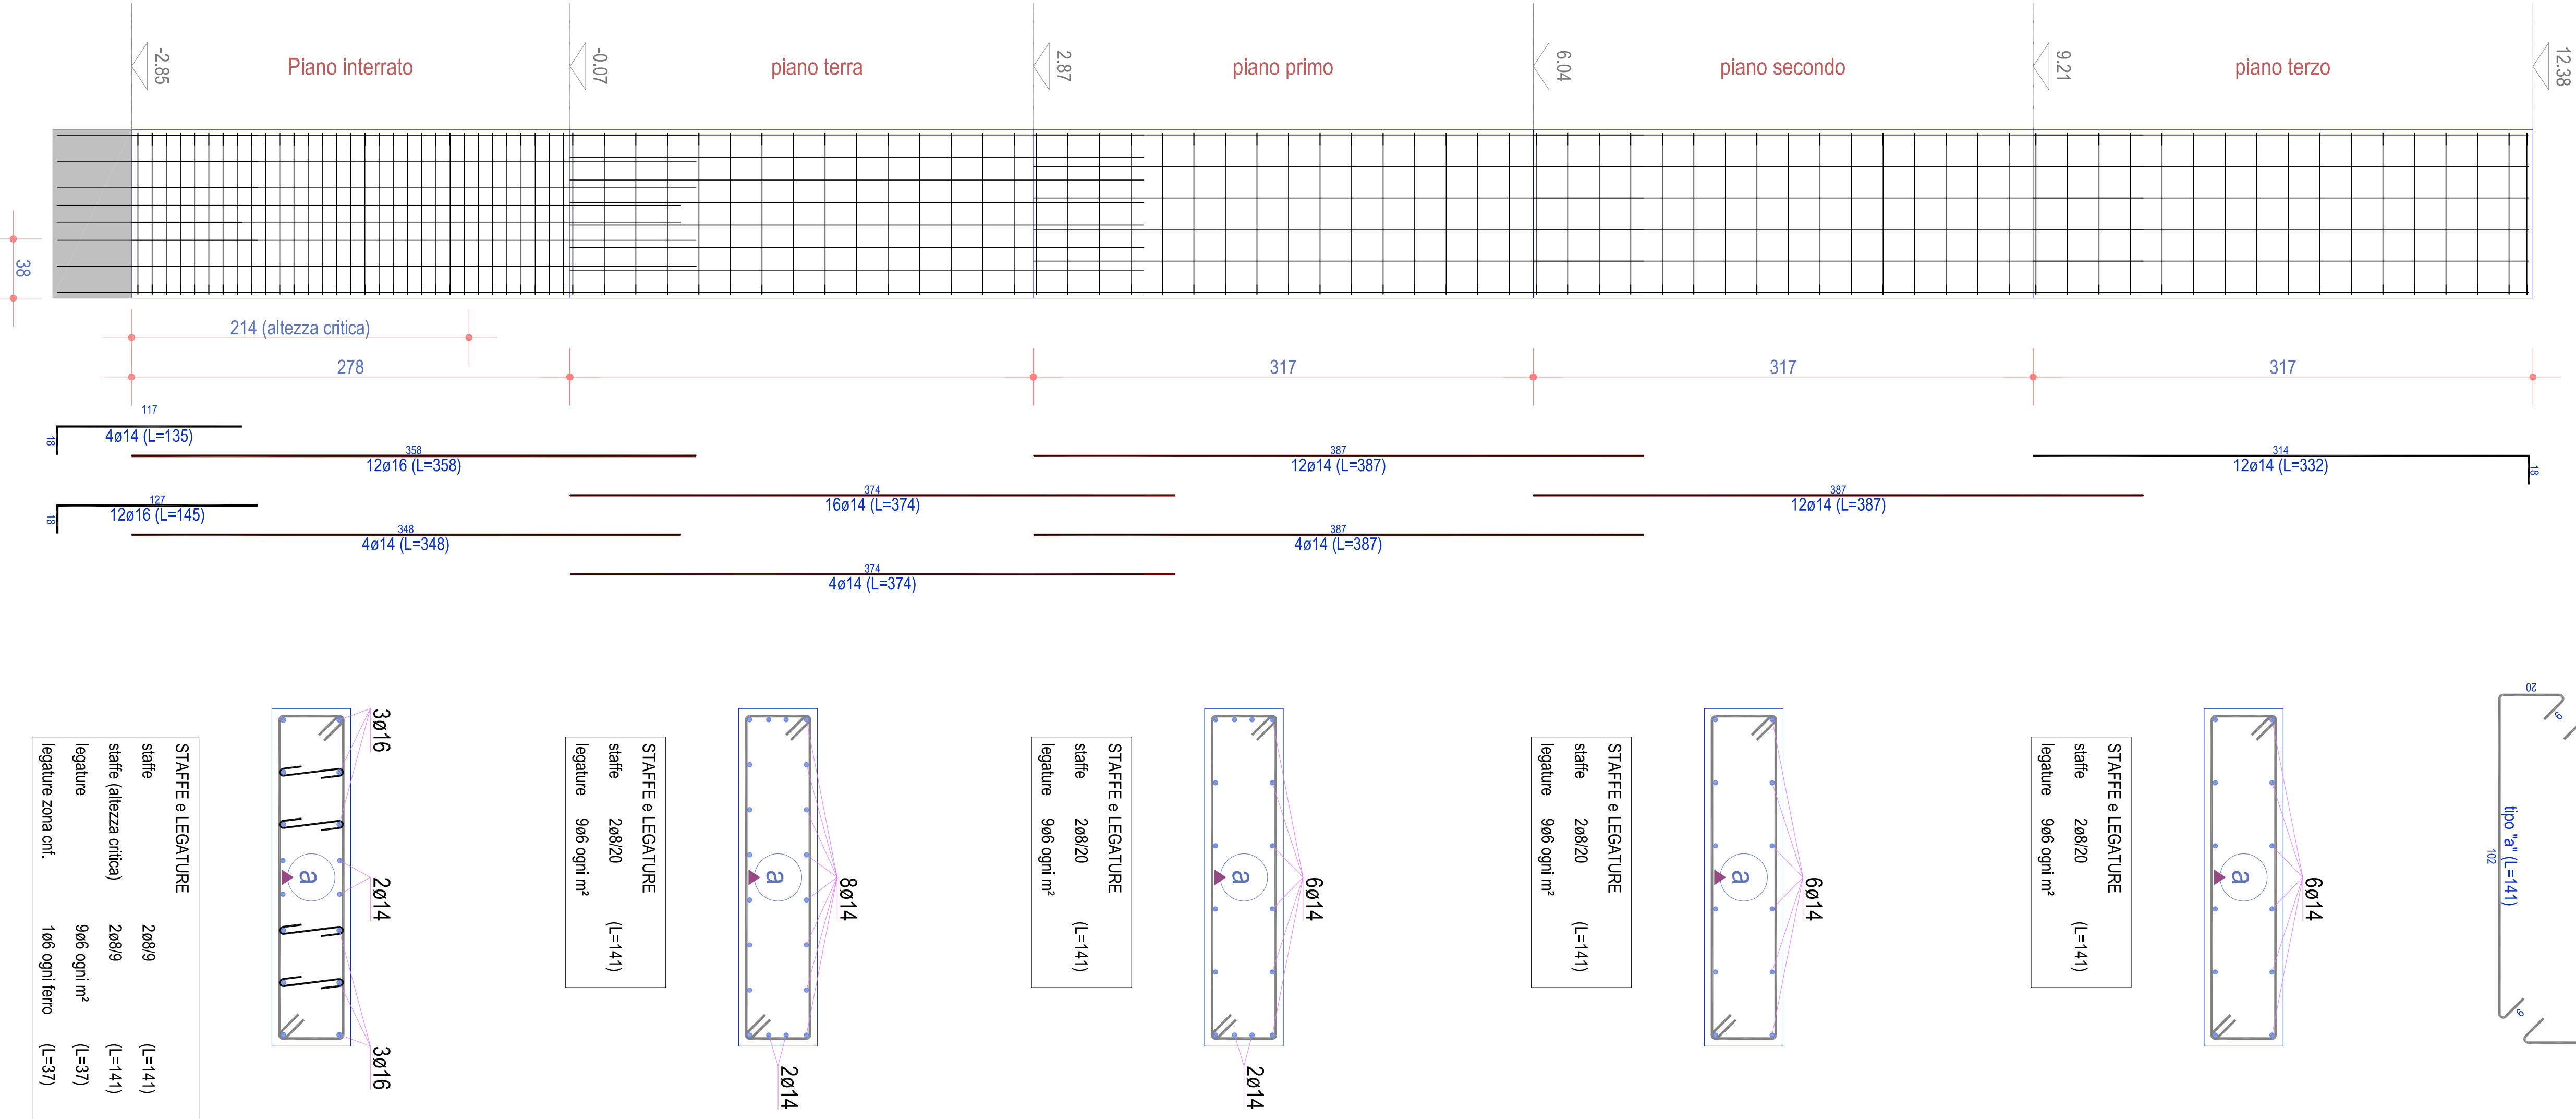 -2.85
Piano interrato
-0.07
piano terra
2.87
piano primo
6.04
piano secondo
9.21
piano terzo
12.38
38
214 (altezza critica)
278
317
317
317
117
18
4ø14 (L=135)
358
12ø16 (L=358)
387
12ø14 (L=387)
314
12ø14 (L=332)
18
374
16ø14 (L=374)
387
12ø14 (L=387)
127
18
12ø16 (L=145)
348
4ø14 (L=348)
387
4ø14 (L=387)
374
4ø14 (L=374)
STAFFE e LEGATURE
staffe 2ø8/9 (L=141)
staffe (altezza critica) 2ø8/9 (L=141)
legature 9ø6 ogni m² (L=37)
legature zona cnf. 1ø6 ogni ferro (L=37)
3ø16
2ø14
3ø16
a
STAFFE e LEGATURE
staffe 2ø8/20 (L=141)
legature 9ø6 ogni m²
8ø14
2ø14
a
STAFFE e LEGATURE
staffe 2ø8/20 (L=141)
legature 9ø6 ogni m²
6ø14
2ø14
a
STAFFE e LEGATURE
staffe 2ø8/20 (L=141)
legature 9ø6 ogni m²
6ø14
a
STAFFE e LEGATURE
staffe 2ø8/20 (L=141)
legature 9ø6 ogni m²
6ø14
a
20
9
tipo "a" (L=141)
102
9